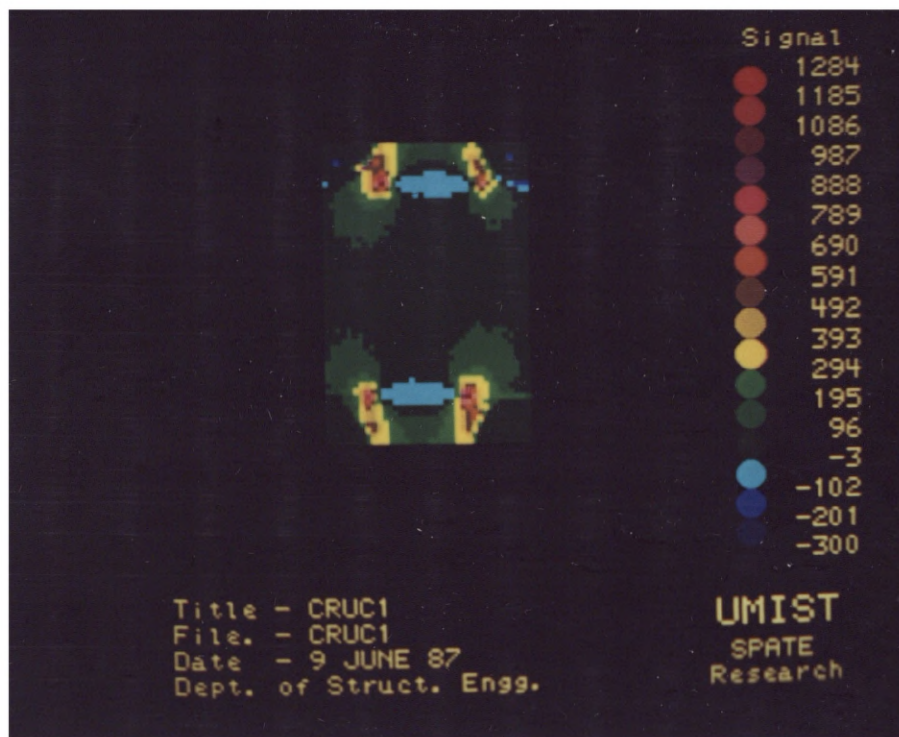 Signal
1284
1185
1086
987
888
789
690
591
492
393
294
195
96
-3
-102
-201
-300
Title - CRUC1
File. - CRUC1
Date - 9 JUNE 87
Dept. of Struct. Engg.
UMIST
SPATE
Research